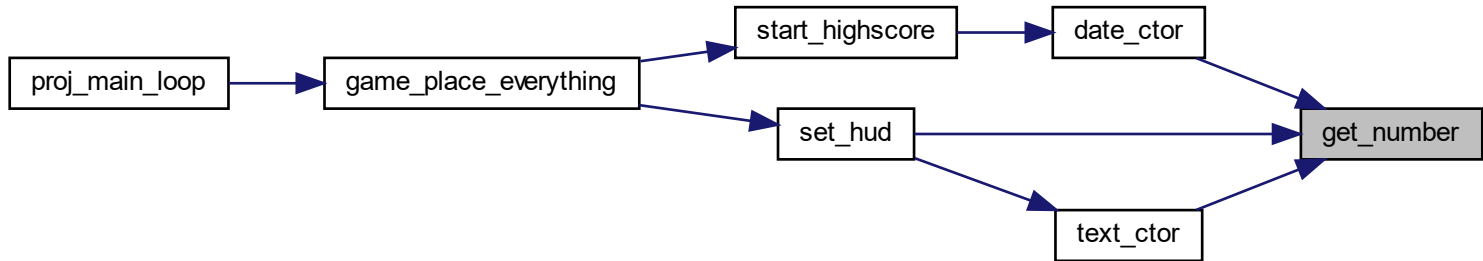 start_highscore
date_ctor
proj_main_loop
game_place_everything
set_hud
get_number
text_ctor